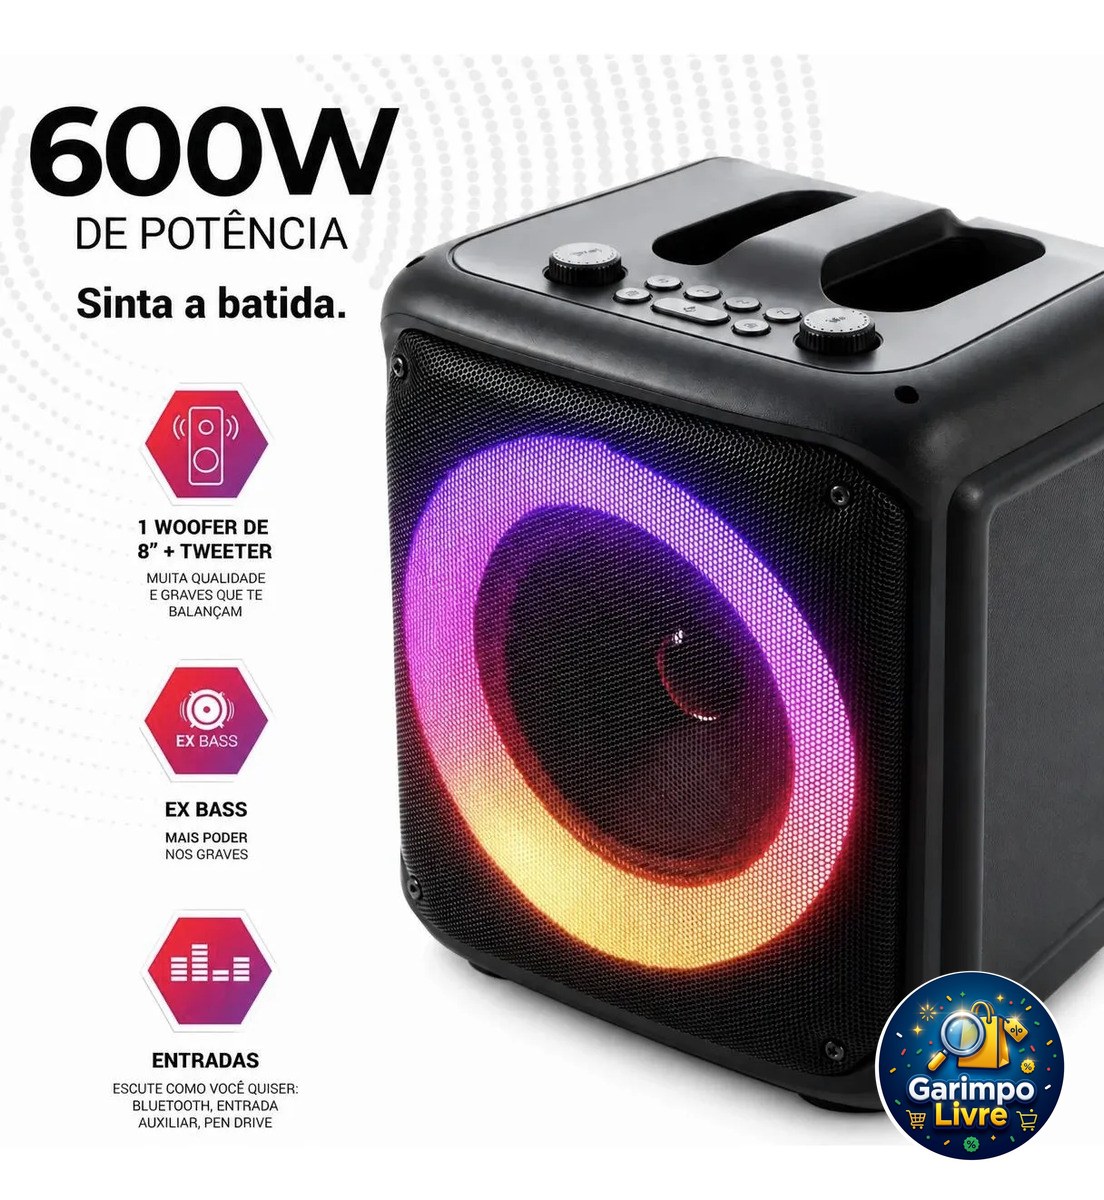 600W
DE POTÊNCIA
Sinta a batida.
1 WOOFER DE
8” + TWEETER
MUITA QUALIDADE
E GRAVES QUE TE
BALANÇAM
EX BASS
EX BASS
MAIS PODER
NOS GRAVES
ENTRADAS
ESCUTE COMO VOCÊ QUISER:
BLUETOOTH, ENTRADA
AUXILIAR, PEN DRIVE
Garimpo
Livre